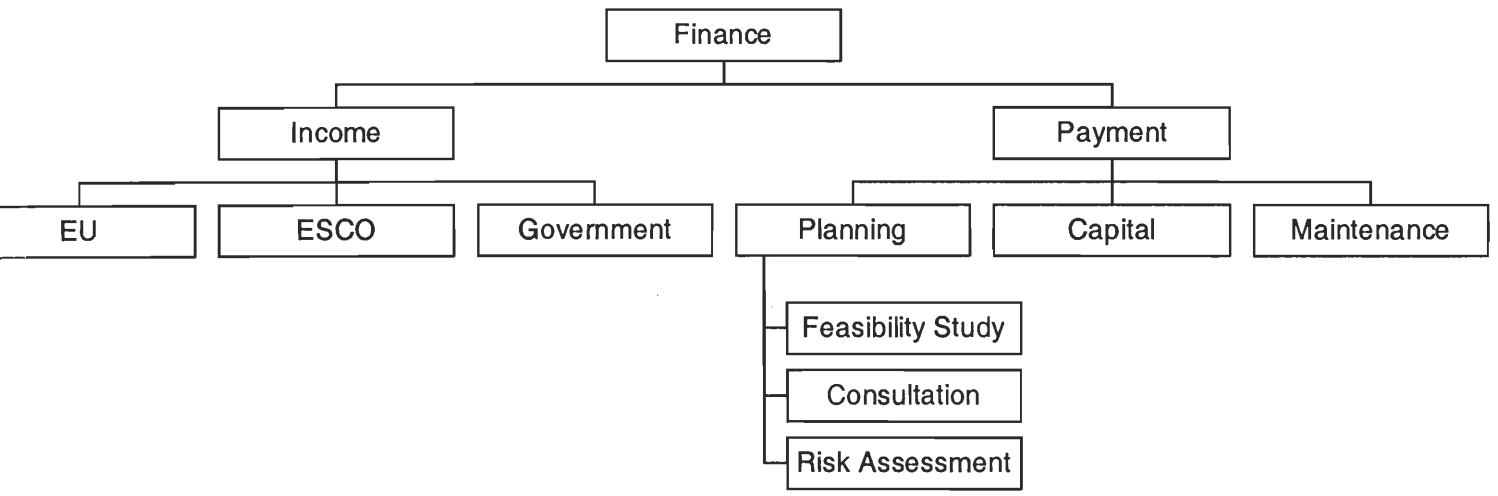 Finance
Income
Payment
EU
ESCO
Government
Planning
Capital
Maintenance
Feasibility Study
Consultation
Risk Assessment